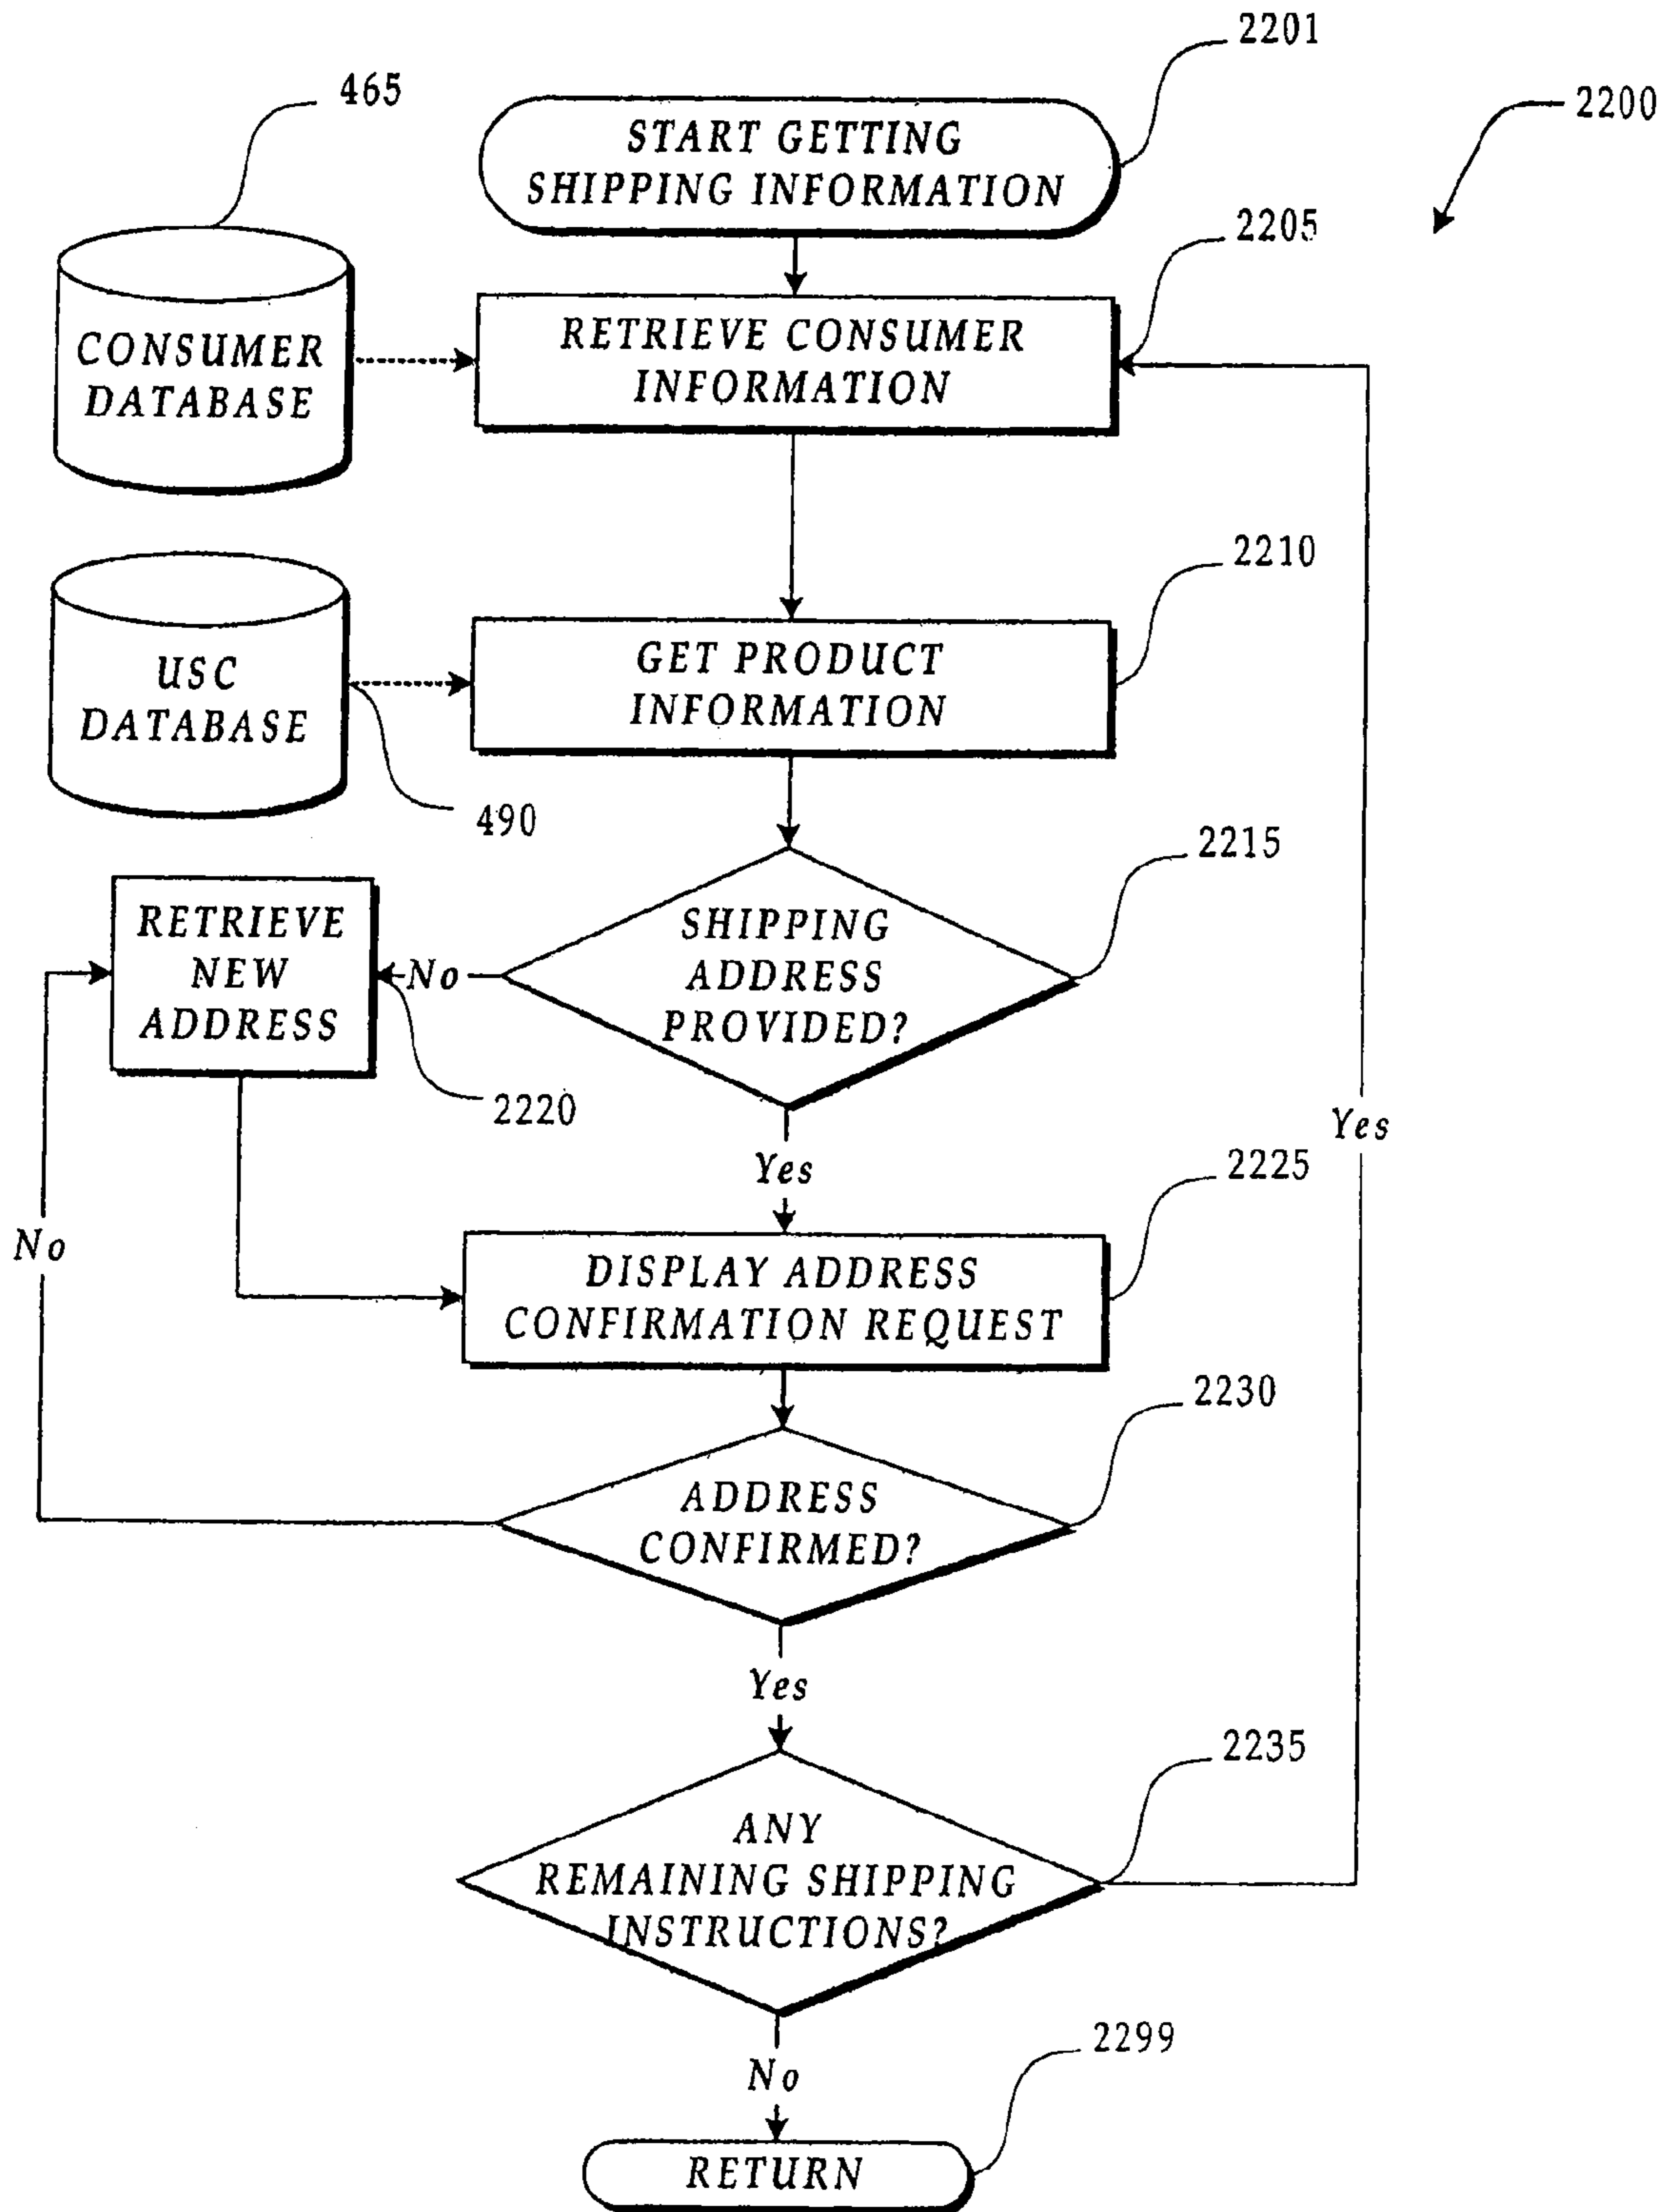 2201
465
2200
START GETTING
SHIPPING INFORMATION
2205
CONSUMER
DATABASE
RETRIEVE CONSUMER
INFORMATION
2210
USC
DATABASE
GET PRODUCT
INFORMATION
490
2215
RETRIEVE
NEW
ADDRESS
No
SHIPPING
ADDRESS
PROVIDED?
2220
Yes
Yes
2225
No
DISPLAY ADDRESS
CONFIRMATION REQUEST
2230
ADDRESS
CONFIRMED?
Yes
2235
ANY
REMAINING SHIPPING
INSTRUCTIONS?
2299
No
RETURN